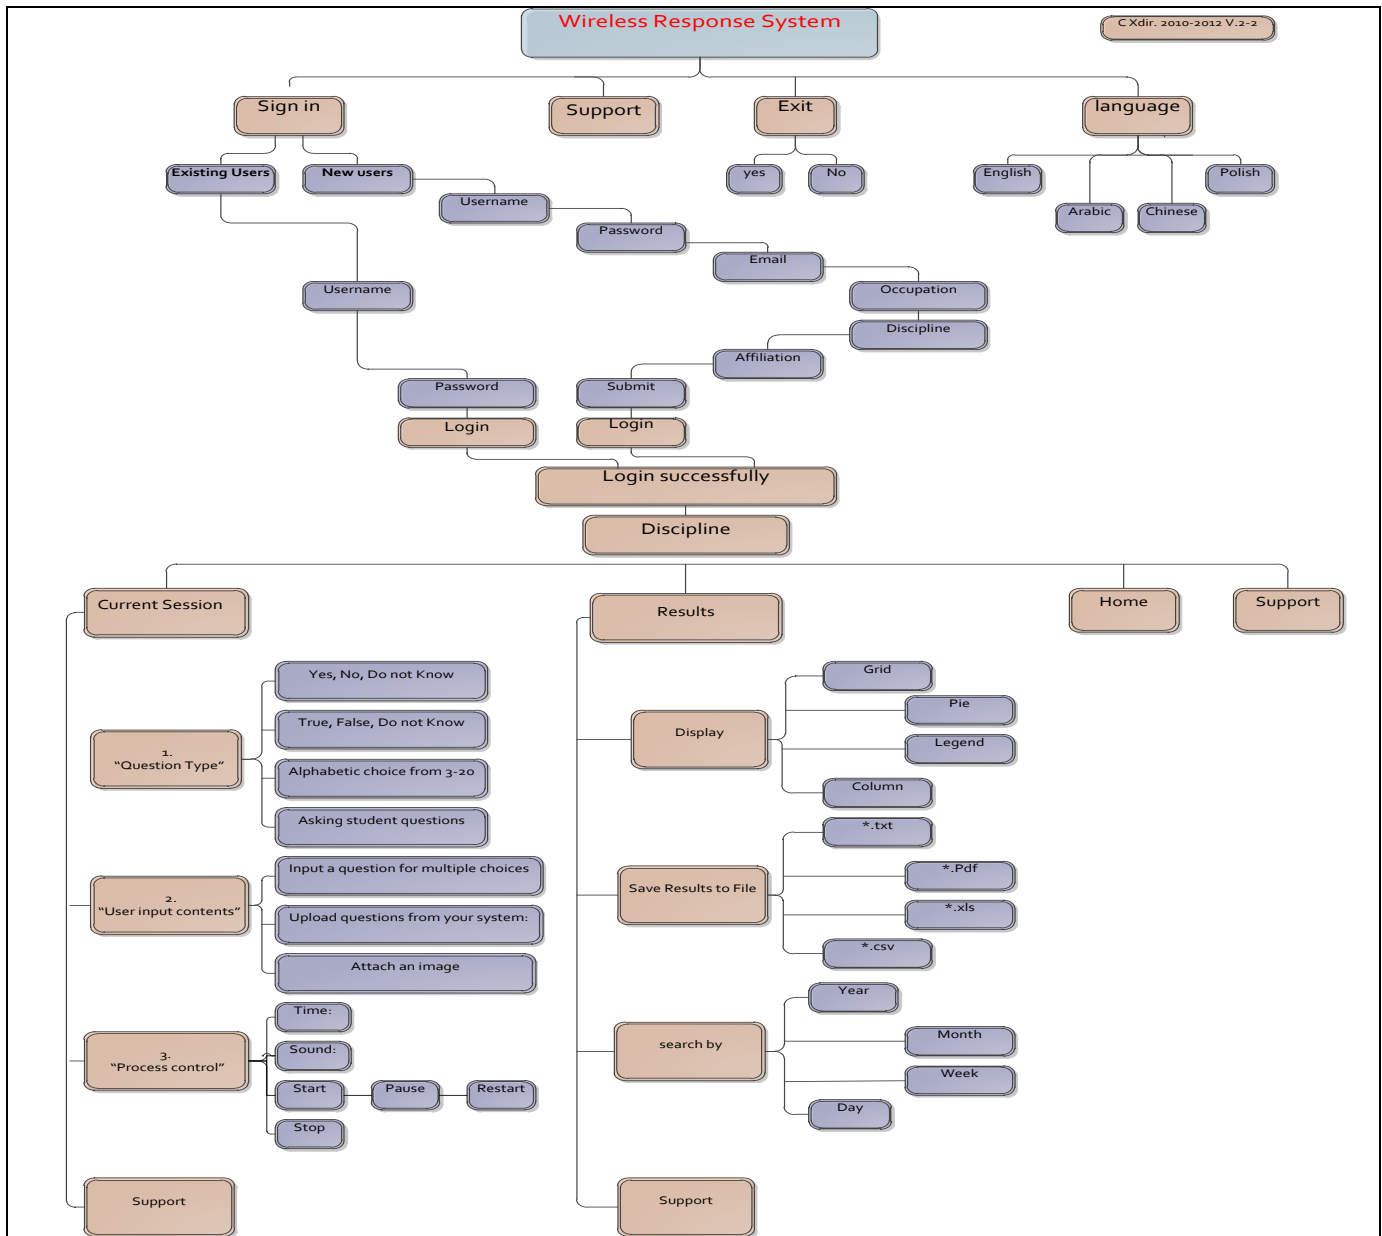 Wireless Response System
C Xdir. 2010-2012 V.2-2
Sign in
Support
Exit
language
Existing Users
New users
yes
No
English
Polish
Username
Arabic
Chinese
Password
Email
Username
Occupation
Discipline
Affiliation
Password
Submit
Login
Login
Login successfully
Discipline
Current Session
Results
Home
Support
1.
“Question Type”
Yes, No, Do not Know
True, False, Do not Know
Alphabetic choice from 3-20
Asking student questions
2.
“User input contents”
Input a question for multiple choices
Upload questions from your system:
Attach an image
3.
“Process control”
Time:
Sound:
Start
Pause
Restart
Stop
Support
Display
Grid
Pie
Legend
Column
Save Results to File
*.txt
*.Pdf
*.xls
*.csv
search by
Year
Month
Week
Day
Support